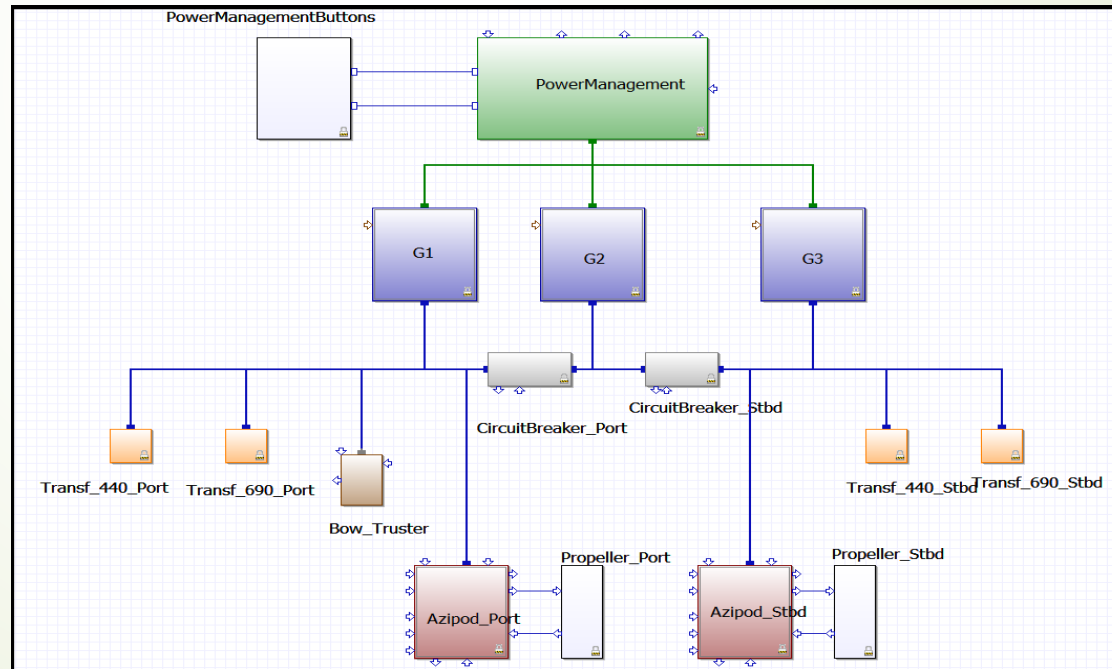 PowerManagementButtons
PowerManagement
G1
G2
G3
CircuitBreaker_Stbd
CircuitBreaker_Port
Transf_440_Port
Transf_690_Port
Bow_Truster
Transf_440_Stbd
Transf_690_Stbd
Propeller_Port
Propeller_Stbd
Azipod_Port
Azipod_Stbd